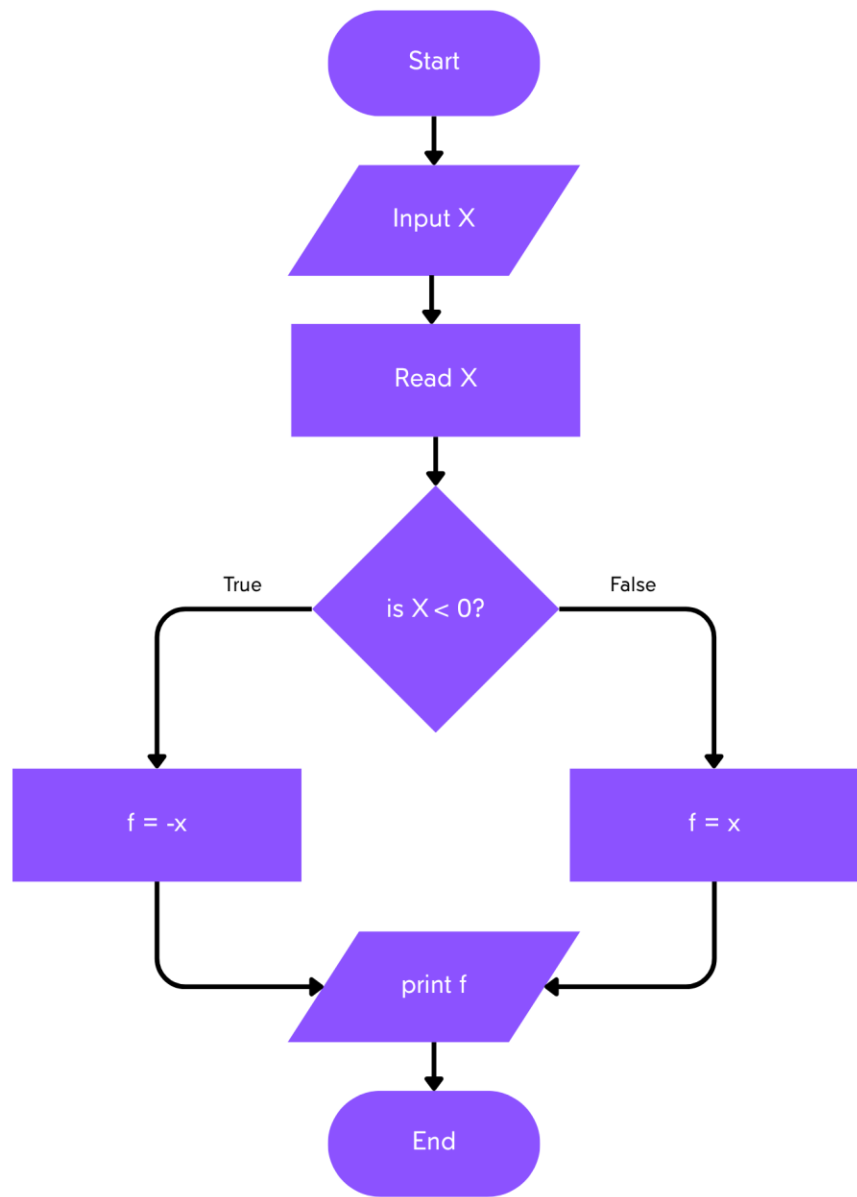 Start
Input X
Read X
is X < 0?
True
False
f = -x
f = x
print f
End